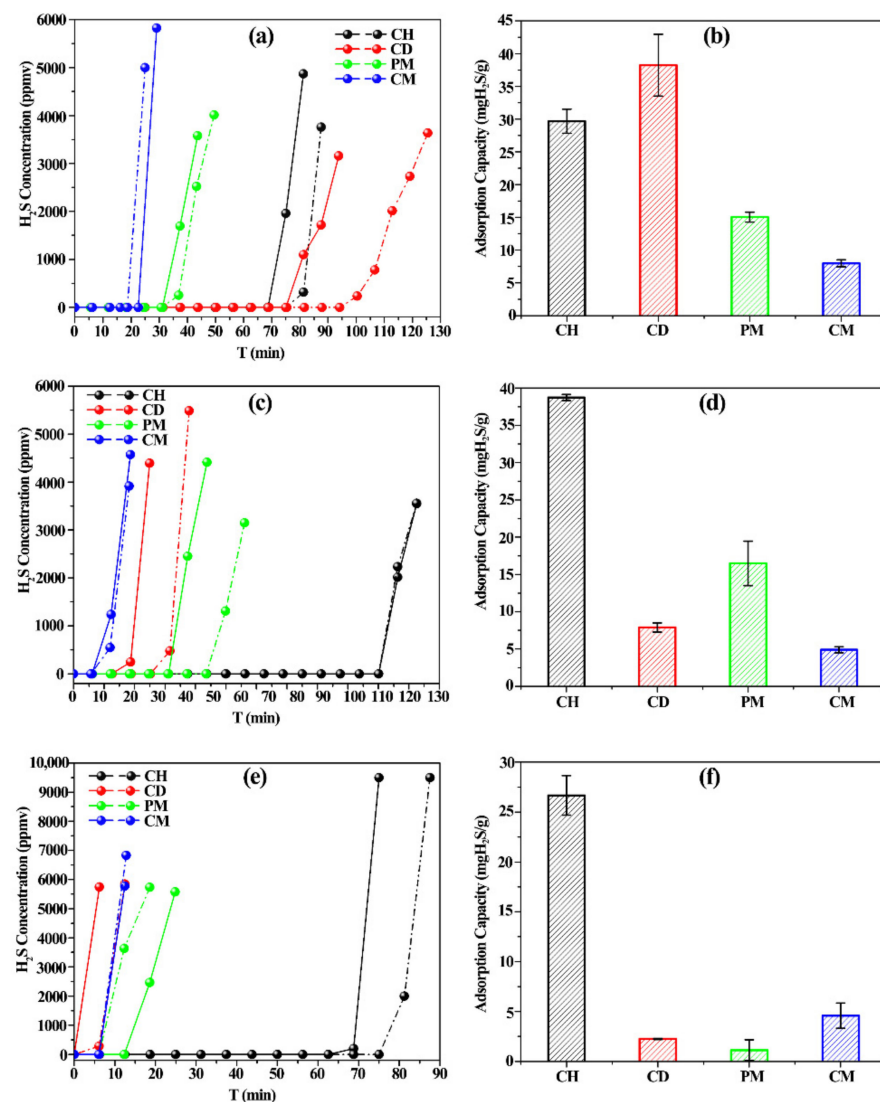 (a)
CH
CD
PM
CM
H2S Concentration (ppmv)
6000
5000
4000
3000
2000
1000
0
0 10 20 30 40 50 60 70 80 90 100 110 120 130
T (min)
(b)
Adsorption Capacity (mgH2S/g)
45
40
35
30
25
20
15
10
5
0
CH CD PM CM
(c)
CH
CD
PM
CM
H2S Concentration (ppmv)
6000
5000
4000
3000
2000
1000
0
0 10 20 30 40 50 60 70 80 90 100 110 120 130
T (min)
(d)
Adsorption Capacity (mgH2S/g)
40
35
30
25
20
15
10
5
0
CH CD PM CM
(e)
CH
CD
PM
CM
H2S Concentration (ppmv)
10,000
9000
8000
7000
6000
5000
4000
3000
2000
1000
0
0 10 20 30 40 50 60 70 80 90
T (min)
(f)
Adsorption Capacity (mgH2S/g)
30
25
20
15
10
5
0
CH CD PM CM